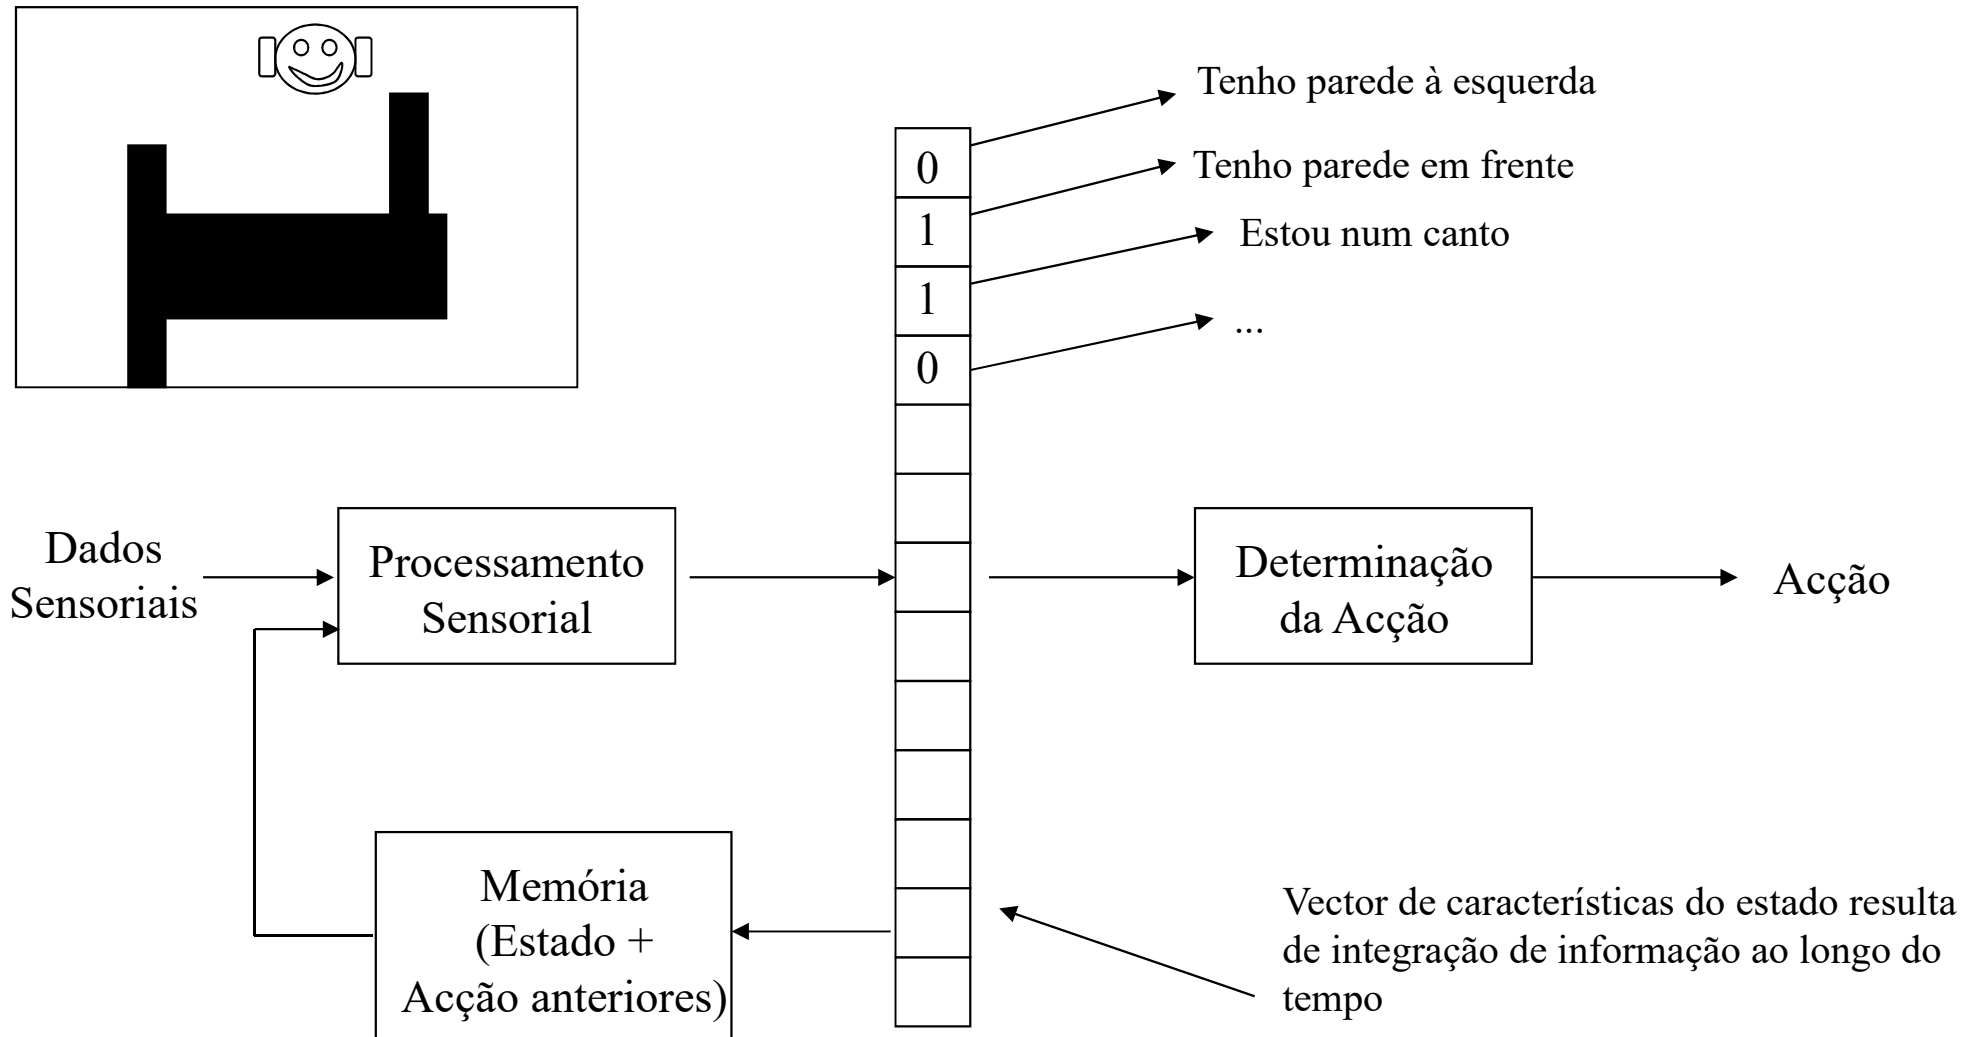 Tenho parede à esquerda
0
Tenho parede em frente
1
Estou num canto
1
...
0
Dados
Sensoriais
Processamento
Sensorial
Determinação
da Acção
Acção
Memória
(Estado +
Acção anteriores)
Vector de características do estado resulta
de integração de informação ao longo do
tempo